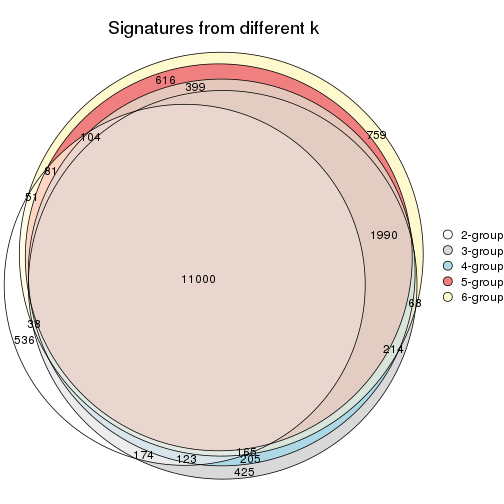 Signatures from different k
616
399
759
104
81
51
1990
2-group
3-group
4-group
5-group
6-group
11000
68
38
536
214
174
123
165
205
425